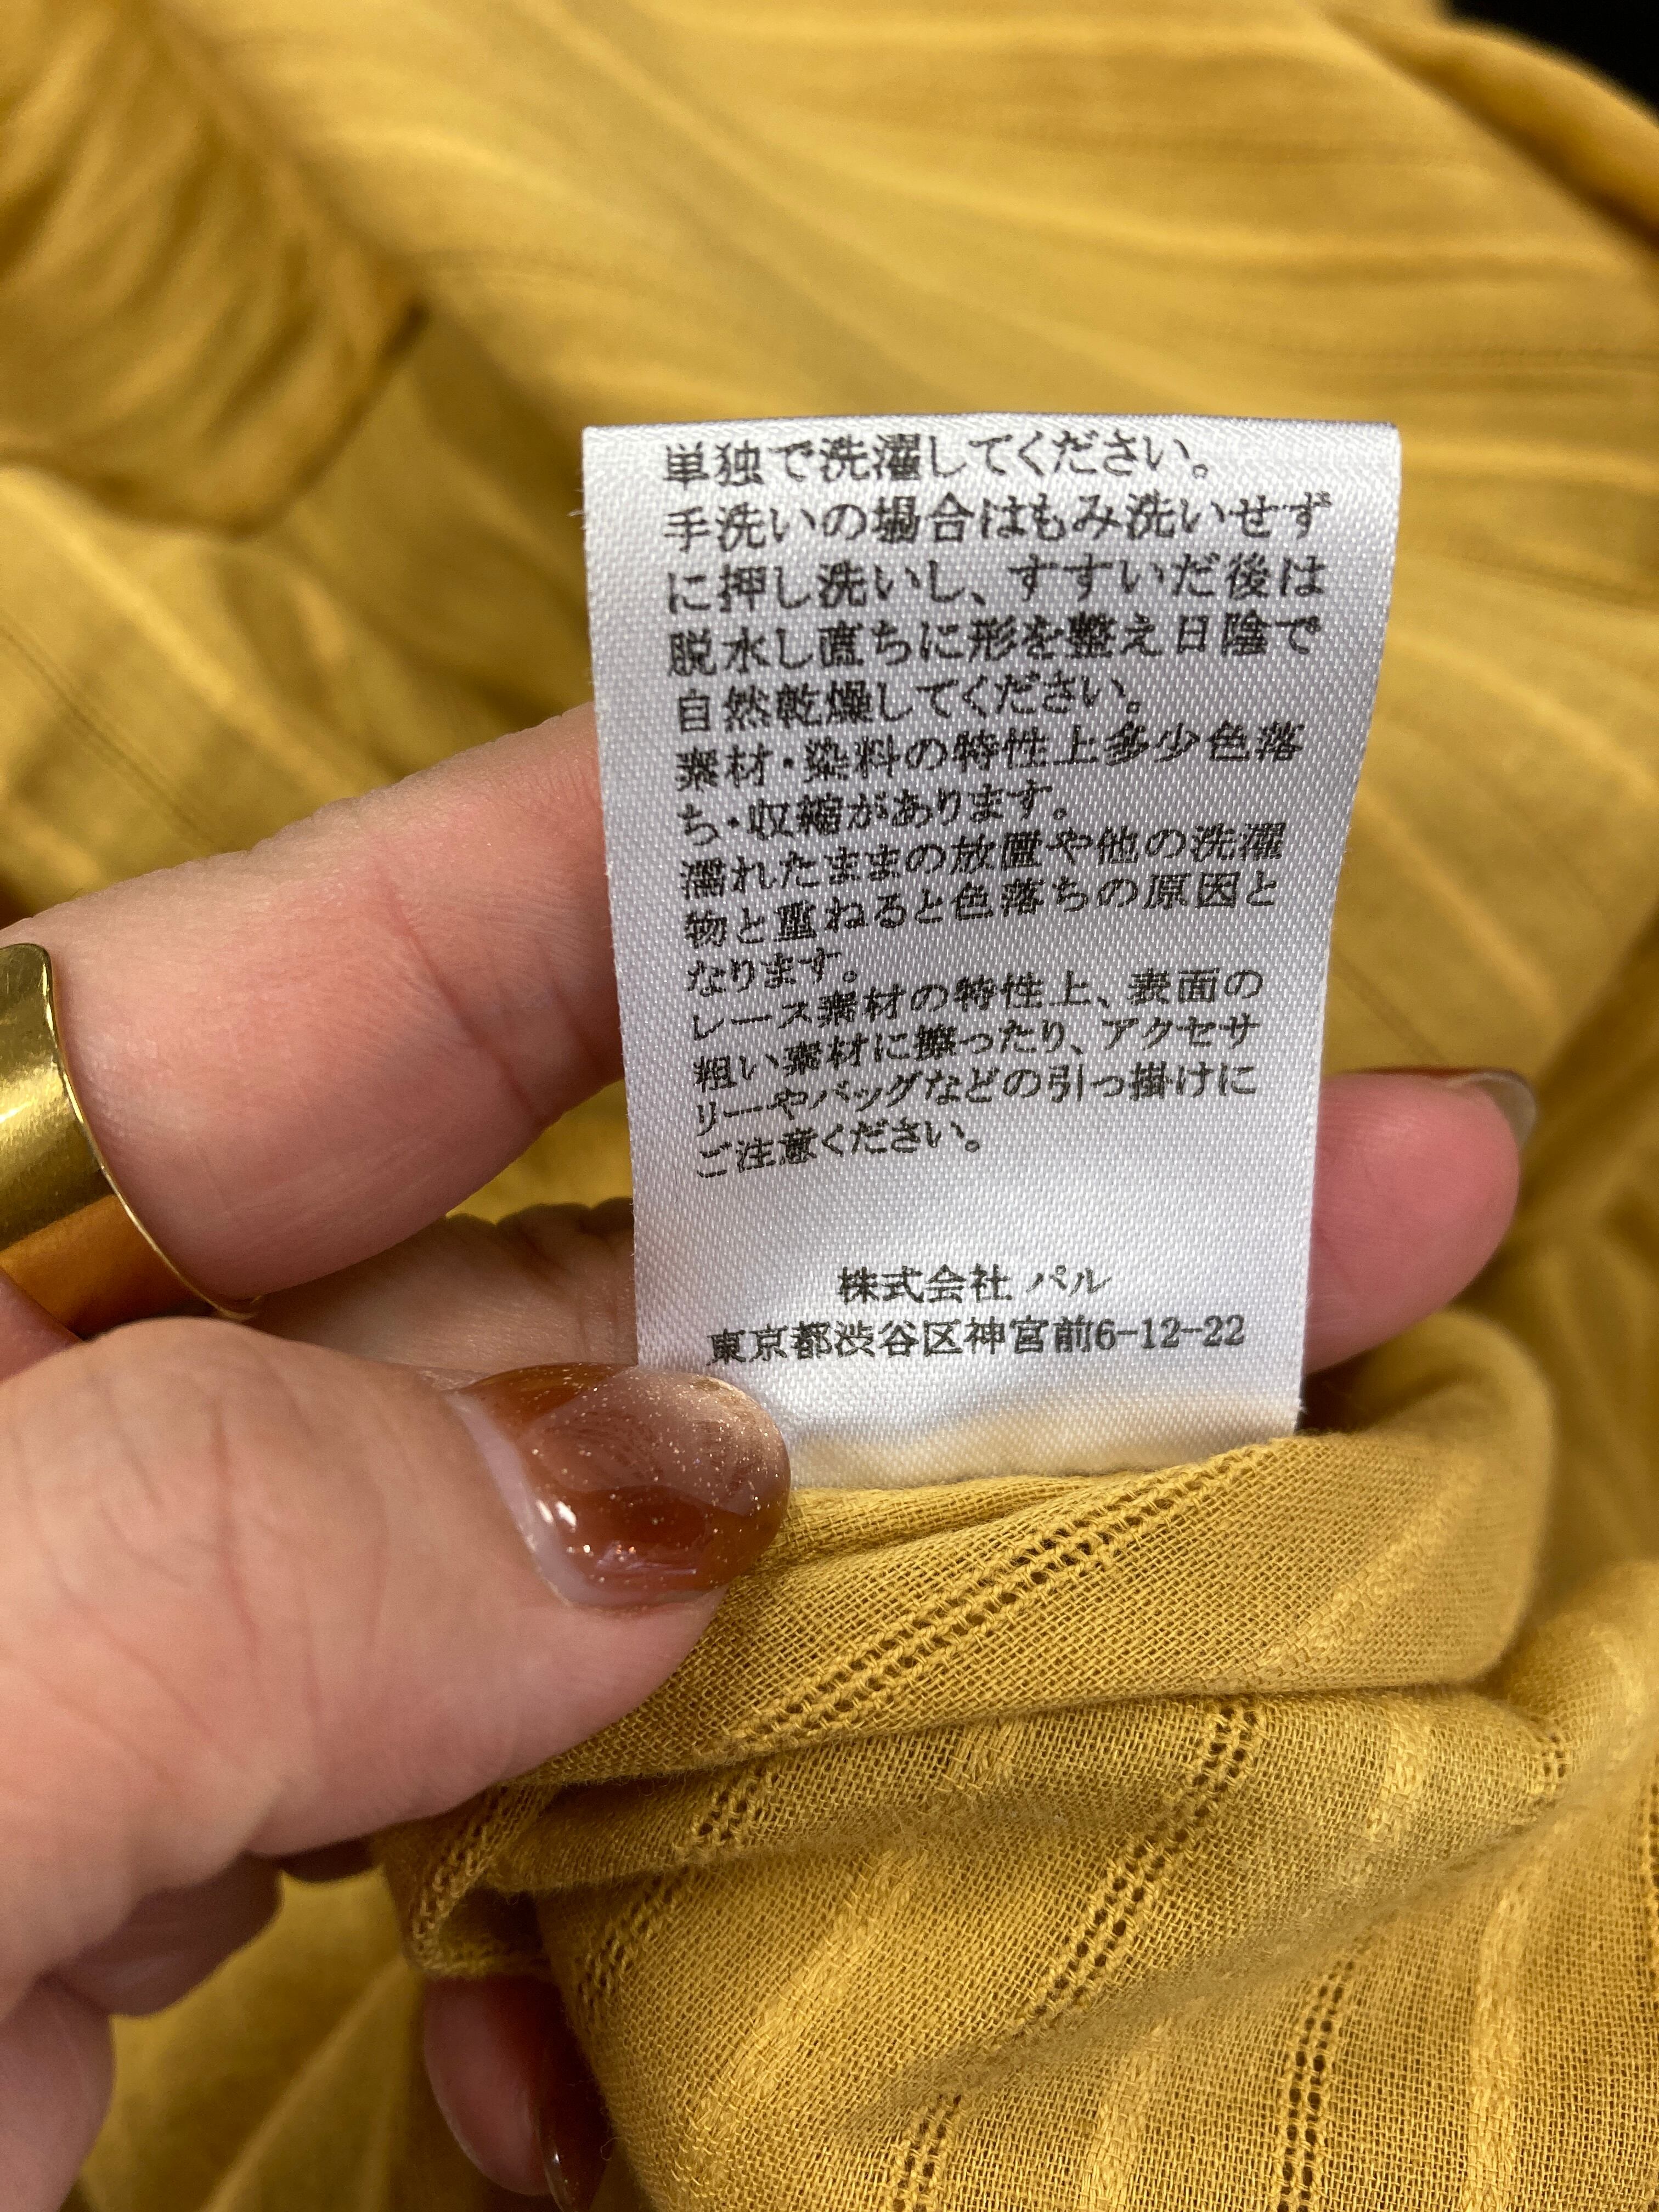 単独で洗濯してください。
手洗いの場合はもみ洗いせず
に押し洗いし、すすいだ後は
脱水し直ちに形を整え日陰で
自然乾燥してください。
素材・染料の特性上多少色落
ち・収縮があります。
濡れたままの放置や他の洗濯
物と重ねると色落ちの原因と
なります。
レース素材の特性上、表面の
粗い素材に擦ったり、アクセサ
リーやバッグなどの引っ掛けに
ご注意ください。
株式会社 パル
東京都渋谷区神宮前6-12-22